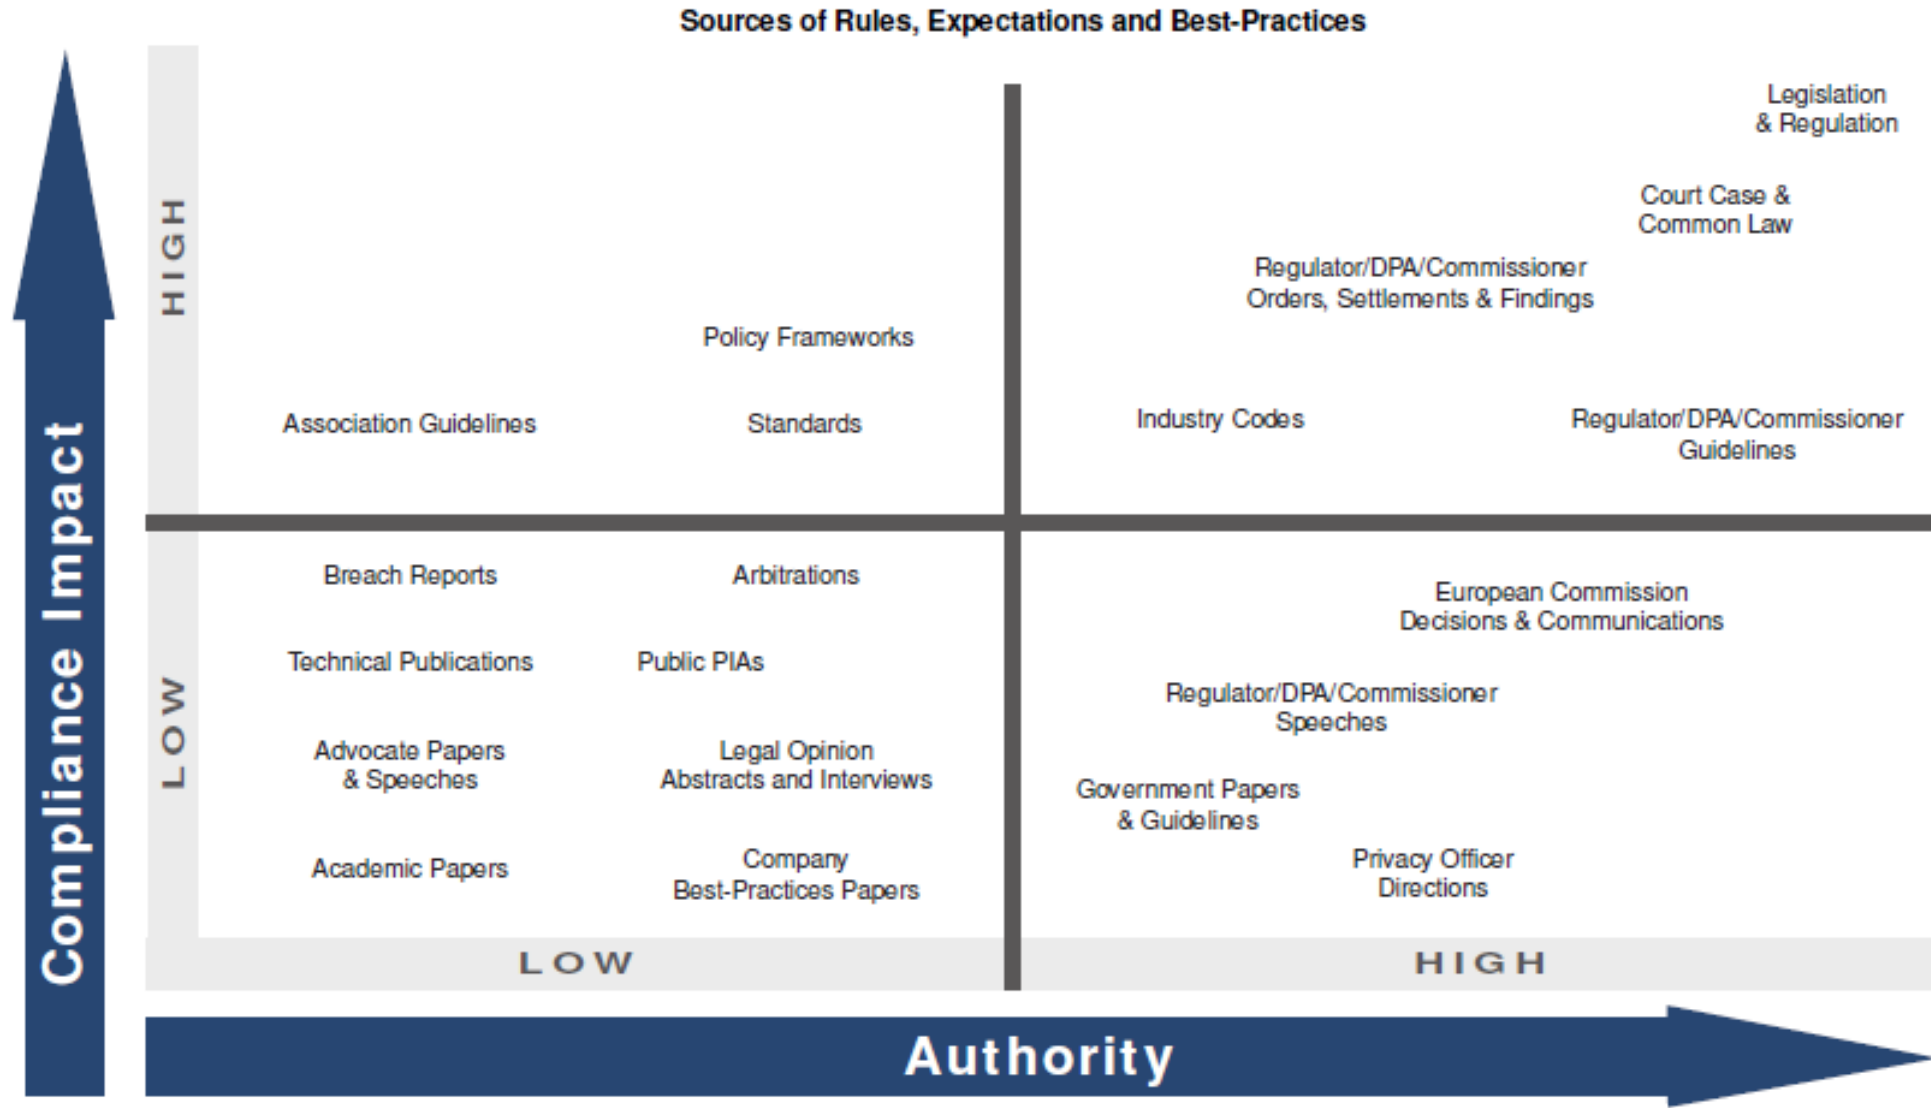 Sources of Rules, Expectations and Best-Practices
Compliance Impact
HIGH
Legislation
& Regulation
Court Case &
Common Law
Regulator/DPA/Commissioner
Orders, Settlements & Findings
Policy Frameworks
Association Guidelines
Standards
Industry Codes
Regulator/DPA/Commissioner
Guidelines
LOW
Breach Reports
Arbitrations
European Commission
Decisions & Communications
Technical Publications
Public PIAs
Regulator/DPA/Commissioner
Speeches
Advocate Papers
& Speeches
Legal Opinion
Abstracts and Interviews
Government Papers
& Guidelines
Academic Papers
Company
Best-Practices Papers
Privacy Officer
Directions
LOW
HIGH
Authority